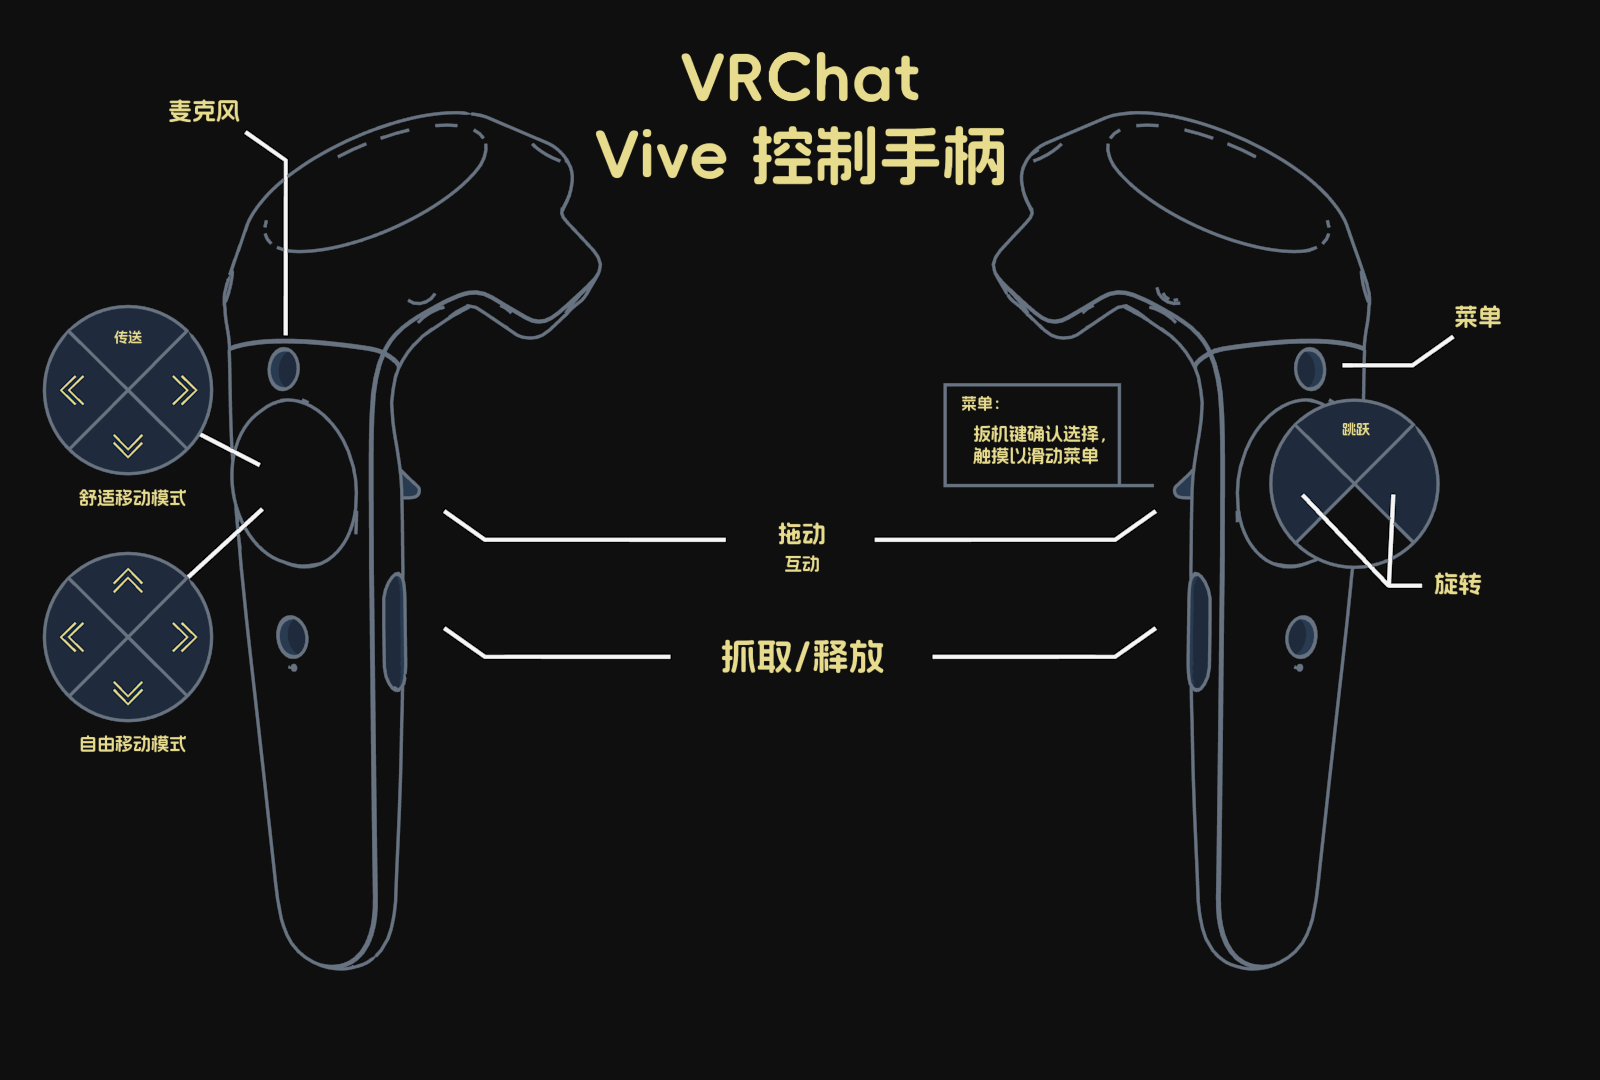 VRChat
Vive 控制手柄
麦克风
传送
舒适移动模式
自由移动模式
菜单
菜单:
扳机键确认选择,
触摸以滑动菜单
跳跃
旋转
拖动
互动
抓取/释放